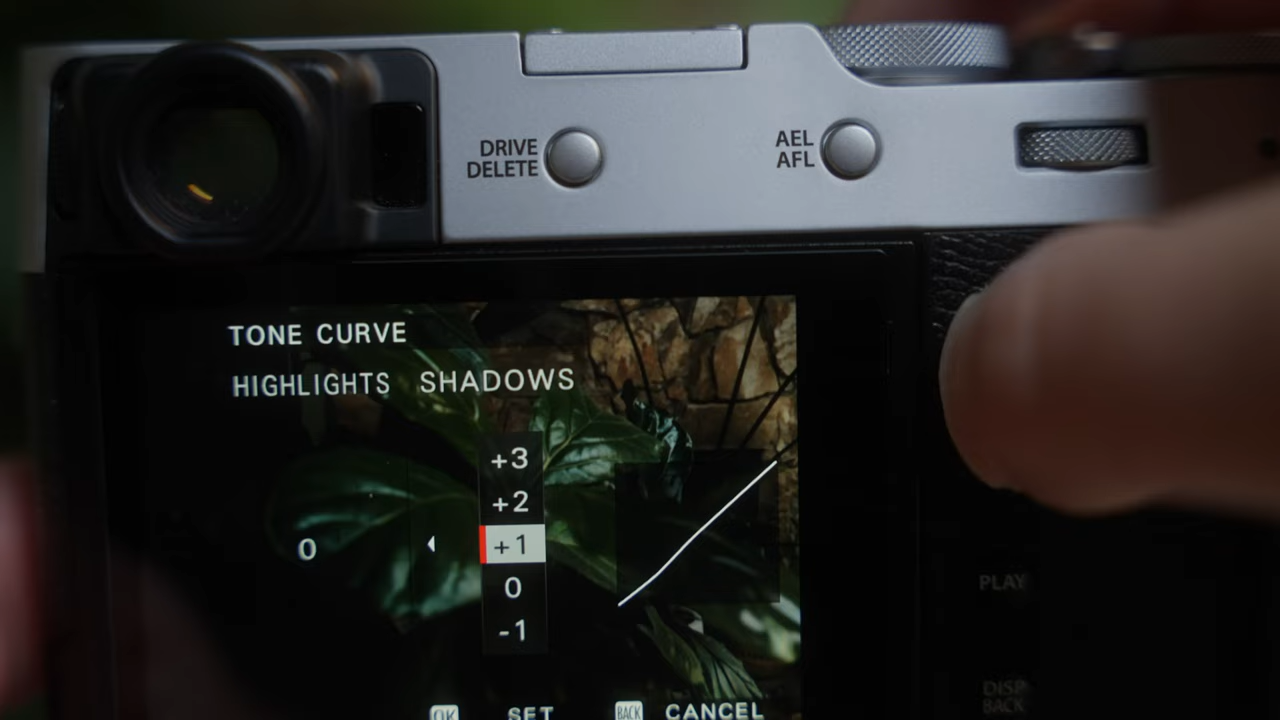 DRIVE
DELETE
AEL
AFL
TONE CURVE
HIGHLIGHTS SHADOWS
+3
+2
0 +1
0
-1
OK SET BACK CANCEL
PLAY
DISP
BACK